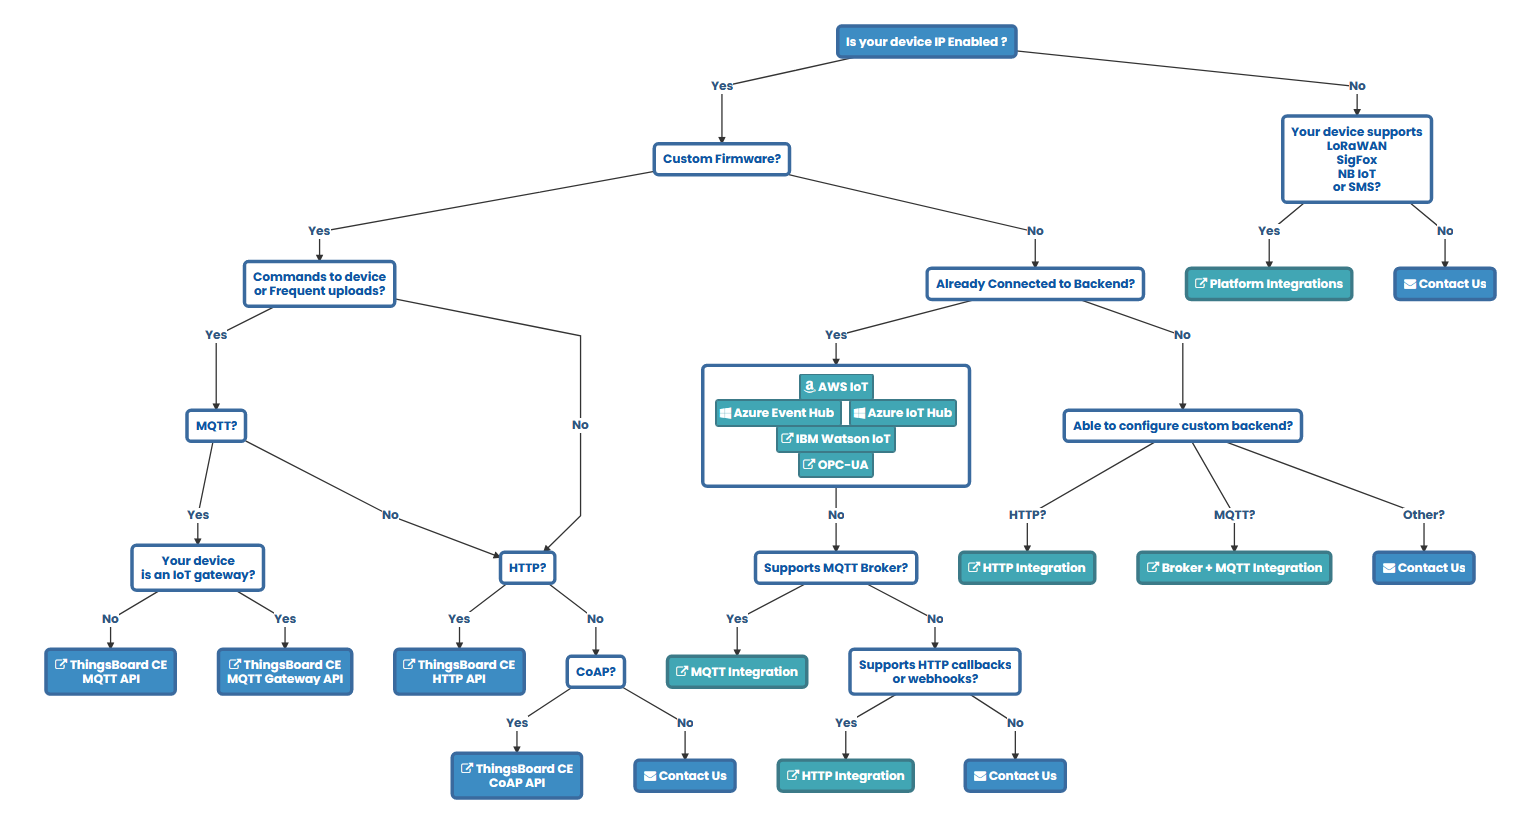 Is your device IP Enabled ?
Yes
No
Your device supports
LoRaWAN
SigFox
NB IoT
or SMS?
Custom Firmware?
Yes
No
Yes
No
Commands to device
or Frequent uploads?
Already Connected to Backend?
Platform Integrations
Contact Us
Yes
Yes
No
AWS IoT
Azure Event Hub
Azure IoT Hub
IBM Watson IoT
OPC-UA
MQTT?
No
Able to configure custom backend?
Yes
No
No
HTTP?
MQTT?
Other?
Your device
is an IoT gateway?
HTTP?
Supports MQTT Broker?
HTTP Integration
Broker + MQTT Integration
Contact Us
No
Yes
Yes
No
Yes
No
ThingsBoard CE
MQTT API
ThingsBoard CE
MQTT Gateway API
ThingsBoard CE
HTTP API
CoAP?
MQTT Integration
Supports HTTP callbacks
or webhooks?
Yes
No
Yes
No
ThingsBoard CE
CoAP API
Contact Us
HTTP Integration
Contact Us